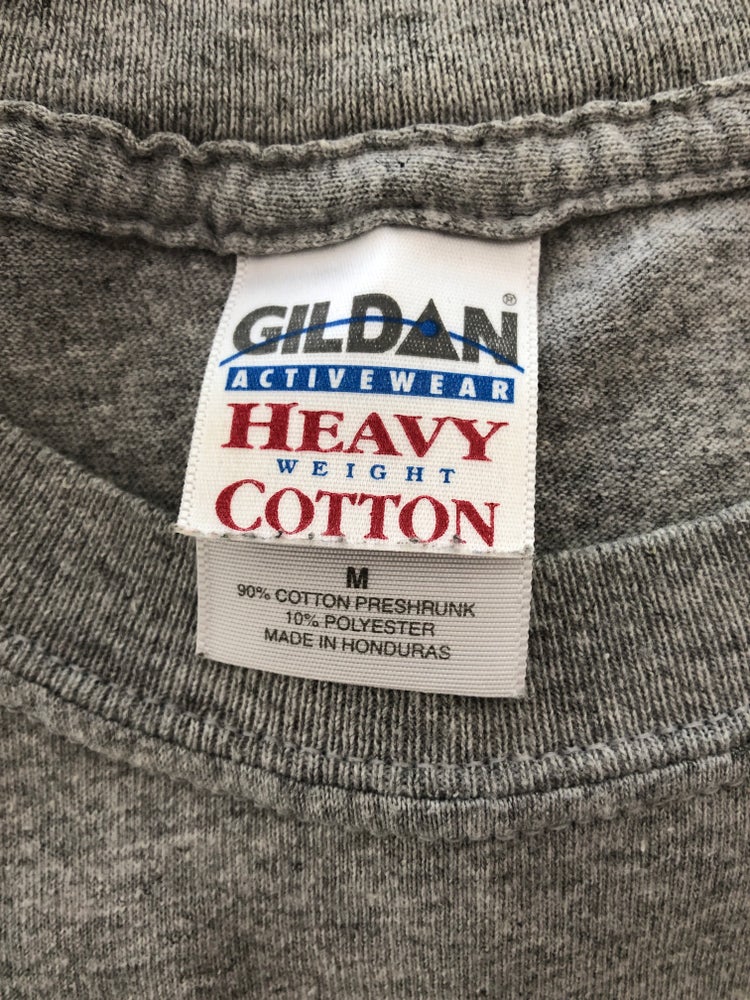 GILDAN®
ACTIVEWEAR
HEAVY
WEIGHT
COTTON
M
90% COTTON PRESHRUNK
10% POLYESTER
MADE IN HONDURAS